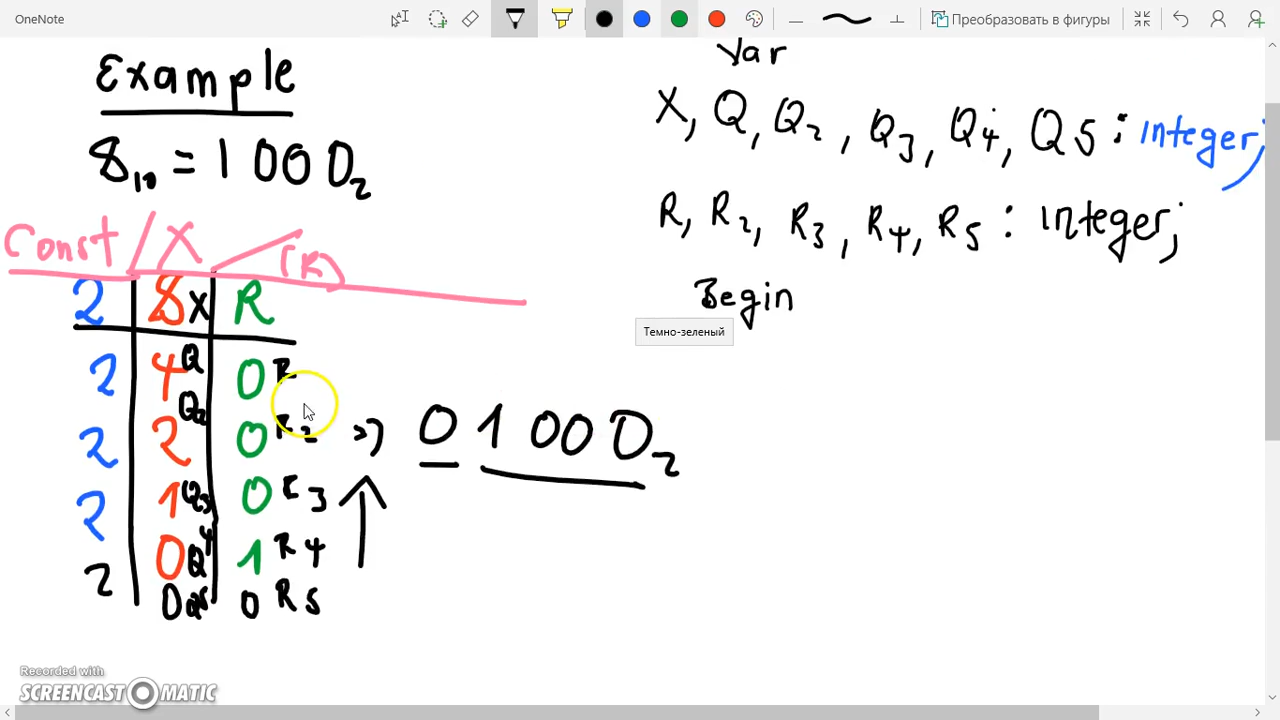 OneNote
Преобразовать в фигуры
Example
8₁₀ = 1000₂
Const / X / (R)
2 8 X R
2 4 Q 0 R
2 2 Q2 0 R2
2 1 Q3 0 R3
2 0 Q4 1 R4
0 Q5 0 R5
=> 01000₂
Var
X, Q, Q2, Q3, Q4, Q5 : integer;
R, R2, R3, R4, R5 : integer;
Begin
Темно-зеленый
Recorded with
SCREENCAST MATIC